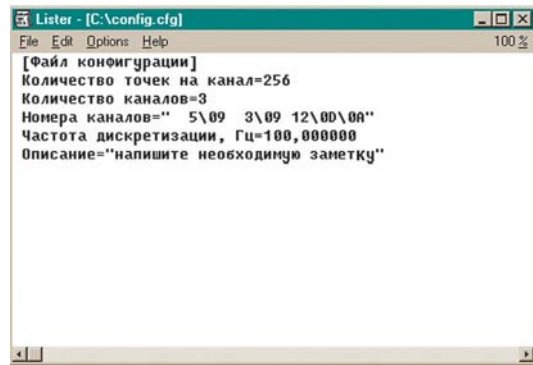 Lister - [C:\config.cfg]
File Edit Options Help 100 %
[Файл конфигурации]
Количество точек на канал=256
Количество каналов=3
Номера каналов="  5\09  3\09 12\0D\0A"
Частота дискретизации, Гц=100,000000
Описание="напишите необходимую заметку"